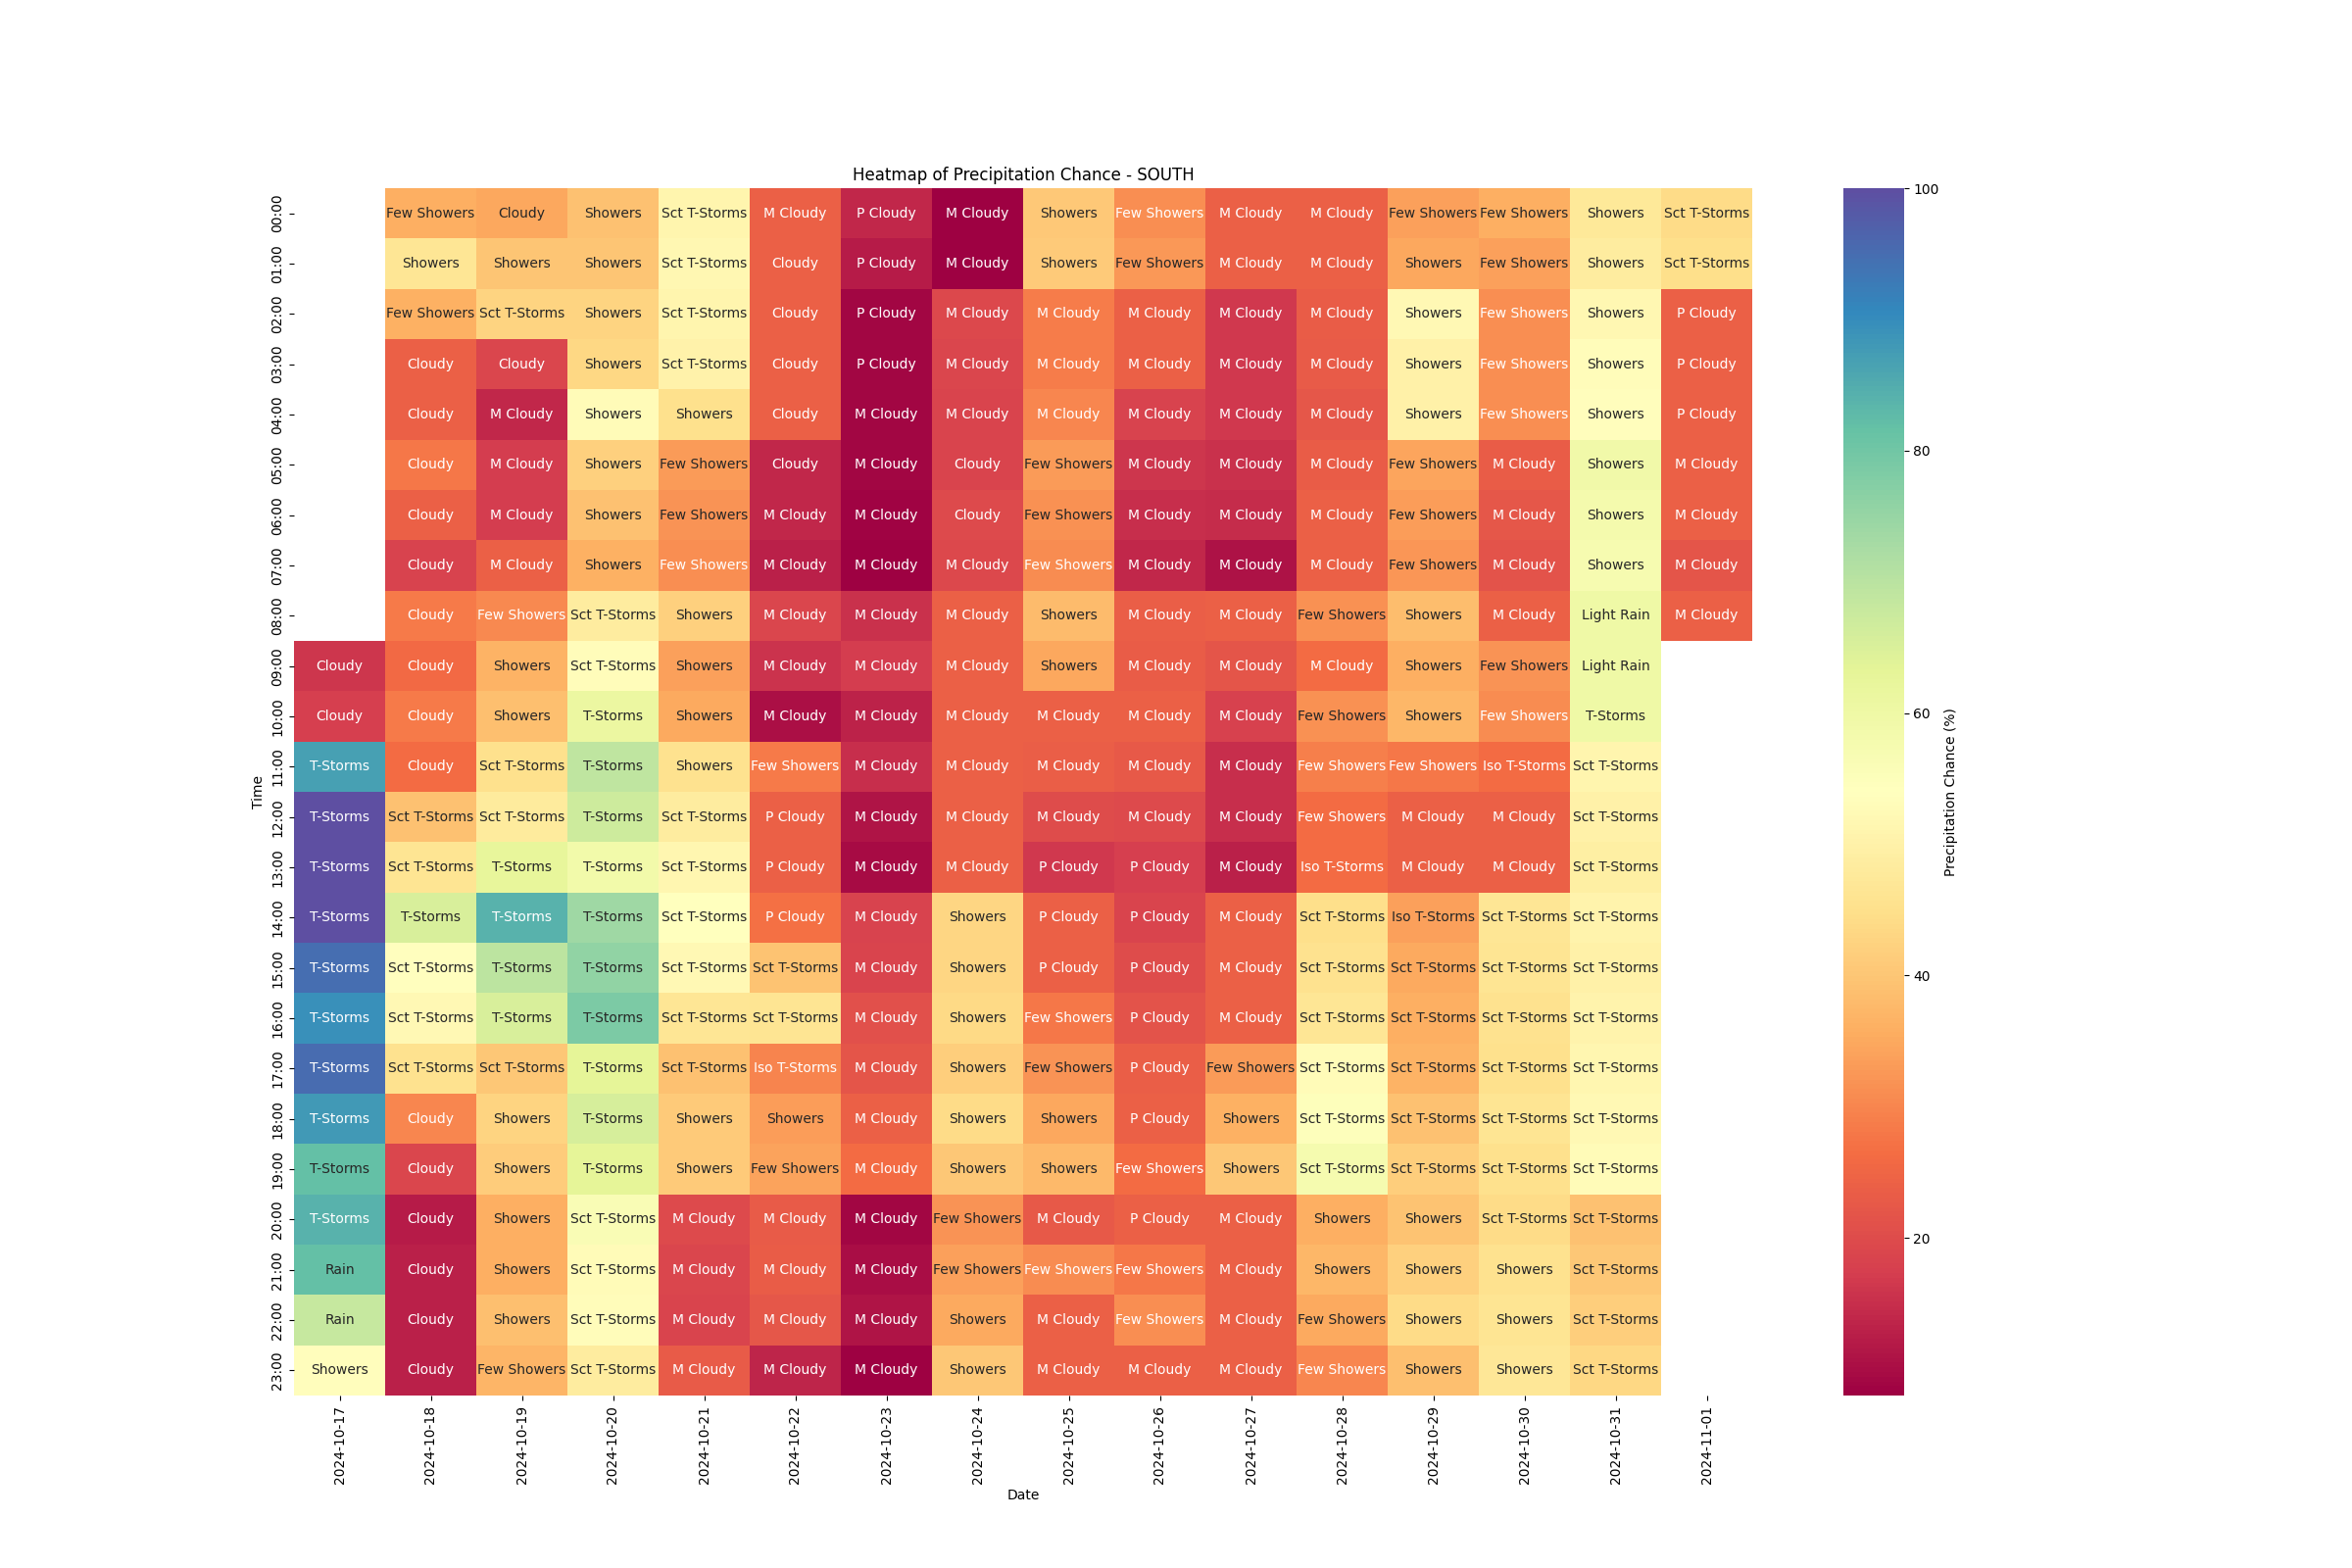 Heatmap of Precipitation Chance - SOUTH
00:00 Few Showers Cloudy Showers Sct T-Storms M Cloudy P Cloudy M Cloudy Showers Few Showers M Cloudy M Cloudy Few Showers Few Showers Showers Sct T-Storms
01:00 Showers Showers Showers Sct T-Storms Cloudy P Cloudy M Cloudy Showers Few Showers M Cloudy M Cloudy Showers Few Showers Showers Sct T-Storms
02:00 Few Showers Sct T-Storms Showers Sct T-Storms Cloudy P Cloudy M Cloudy M Cloudy M Cloudy M Cloudy M Cloudy Showers Few Showers Showers P Cloudy
03:00 Cloudy Cloudy Showers Sct T-Storms Cloudy P Cloudy M Cloudy M Cloudy M Cloudy M Cloudy M Cloudy Showers Few Showers Showers P Cloudy
04:00 Cloudy M Cloudy Showers Showers Cloudy M Cloudy M Cloudy M Cloudy M Cloudy M Cloudy M Cloudy Showers Few Showers Showers P Cloudy
05:00 Cloudy M Cloudy Showers Few Showers Cloudy M Cloudy Cloudy Few Showers M Cloudy M Cloudy M Cloudy Few Showers M Cloudy Showers M Cloudy
06:00 Cloudy M Cloudy Showers Few Showers M Cloudy M Cloudy Cloudy Few Showers M Cloudy M Cloudy M Cloudy Few Showers M Cloudy Showers M Cloudy
07:00 Cloudy M Cloudy Showers Few Showers M Cloudy M Cloudy M Cloudy Few Showers M Cloudy M Cloudy M Cloudy Few Showers M Cloudy Showers M Cloudy
08:00 Cloudy Few Showers Sct T-Storms Showers M Cloudy M Cloudy M Cloudy Showers M Cloudy M Cloudy Few Showers Showers M Cloudy Light Rain M Cloudy
09:00 Cloudy Cloudy Showers Sct T-Storms Showers M Cloudy M Cloudy M Cloudy Showers M Cloudy M Cloudy M Cloudy Showers Few Showers Light Rain
10:00 Cloudy Cloudy Showers T-Storms Showers M Cloudy M Cloudy M Cloudy M Cloudy M Cloudy M Cloudy Few Showers Showers Few Showers T-Storms
11:00 T-Storms Cloudy Sct T-Storms T-Storms Showers Few Showers M Cloudy M Cloudy M Cloudy M Cloudy M Cloudy Few Showers Few Showers Iso T-Storms Sct T-Storms
12:00 T-Storms Sct T-Storms Sct T-Storms T-Storms Sct T-Storms P Cloudy M Cloudy M Cloudy M Cloudy M Cloudy M Cloudy Few Showers M Cloudy M Cloudy Sct T-Storms
13:00 T-Storms Sct T-Storms T-Storms T-Storms Sct T-Storms P Cloudy M Cloudy M Cloudy P Cloudy P Cloudy M Cloudy Iso T-Storms M Cloudy M Cloudy Sct T-Storms
14:00 T-Storms T-Storms T-Storms T-Storms Sct T-Storms P Cloudy M Cloudy Showers P Cloudy P Cloudy M Cloudy Sct T-Storms Iso T-Storms Sct T-Storms Sct T-Storms
15:00 T-Storms Sct T-Storms T-Storms T-Storms Sct T-Storms Sct T-Storms M Cloudy Showers P Cloudy P Cloudy M Cloudy Sct T-Storms Sct T-Storms Sct T-Storms Sct T-Storms
16:00 T-Storms Sct T-Storms T-Storms T-Storms Sct T-Storms Sct T-Storms M Cloudy Showers Few Showers P Cloudy M Cloudy Sct T-Storms Sct T-Storms Sct T-Storms Sct T-Storms
17:00 T-Storms Sct T-Storms Sct T-Storms T-Storms Sct T-Storms Iso T-Storms M Cloudy Showers Few Showers P Cloudy Few Showers Sct T-Storms Sct T-Storms Sct T-Storms Sct T-Storms
18:00 T-Storms Cloudy Showers T-Storms Showers Showers M Cloudy Showers Showers P Cloudy Showers Sct T-Storms Sct T-Storms Sct T-Storms Sct T-Storms
19:00 T-Storms Cloudy Showers T-Storms Showers Few Showers M Cloudy Showers Showers Few Showers Showers Sct T-Storms Sct T-Storms Sct T-Storms Sct T-Storms
20:00 T-Storms Cloudy Showers Sct T-Storms M Cloudy M Cloudy M Cloudy Few Showers M Cloudy P Cloudy M Cloudy Showers Showers Sct T-Storms Sct T-Storms
21:00 Rain Cloudy Showers Sct T-Storms M Cloudy M Cloudy M Cloudy Few Showers Few Showers Few Showers M Cloudy Showers Showers Showers Sct T-Storms
22:00 Rain Cloudy Showers Sct T-Storms M Cloudy M Cloudy M Cloudy Showers M Cloudy Few Showers M Cloudy Few Showers Showers Showers Sct T-Storms
23:00 Showers Cloudy Few Showers Sct T-Storms M Cloudy M Cloudy M Cloudy Showers M Cloudy M Cloudy M Cloudy Few Showers Showers Showers Sct T-Storms
Time
2024-10-17 2024-10-18 2024-10-19 2024-10-20 2024-10-21 2024-10-22 2024-10-23 2024-10-24 2024-10-25 2024-10-26 2024-10-27 2024-10-28 2024-10-29 2024-10-30 2024-10-31 2024-11-01
Date
100
80
60
40
20
Precipitation Chance (%)